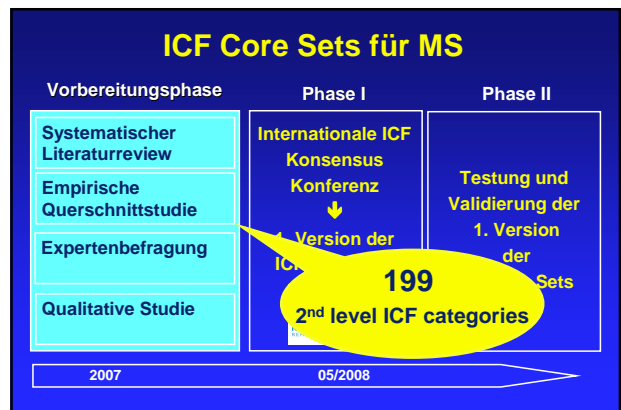 ICF Core Sets für MS
Vorbereitungsphase
Systematischer
Literaturreview
Empirische
Querschnittstudie
Expertenbefragung
Qualitative Studie
Phase I
Internationale ICF
Konsensus
Konferenz
1. Version der
Phase II
Testung und
Validierung der
1. Version
der
Sets
199
2nd level ICF categories
2007
05/2008